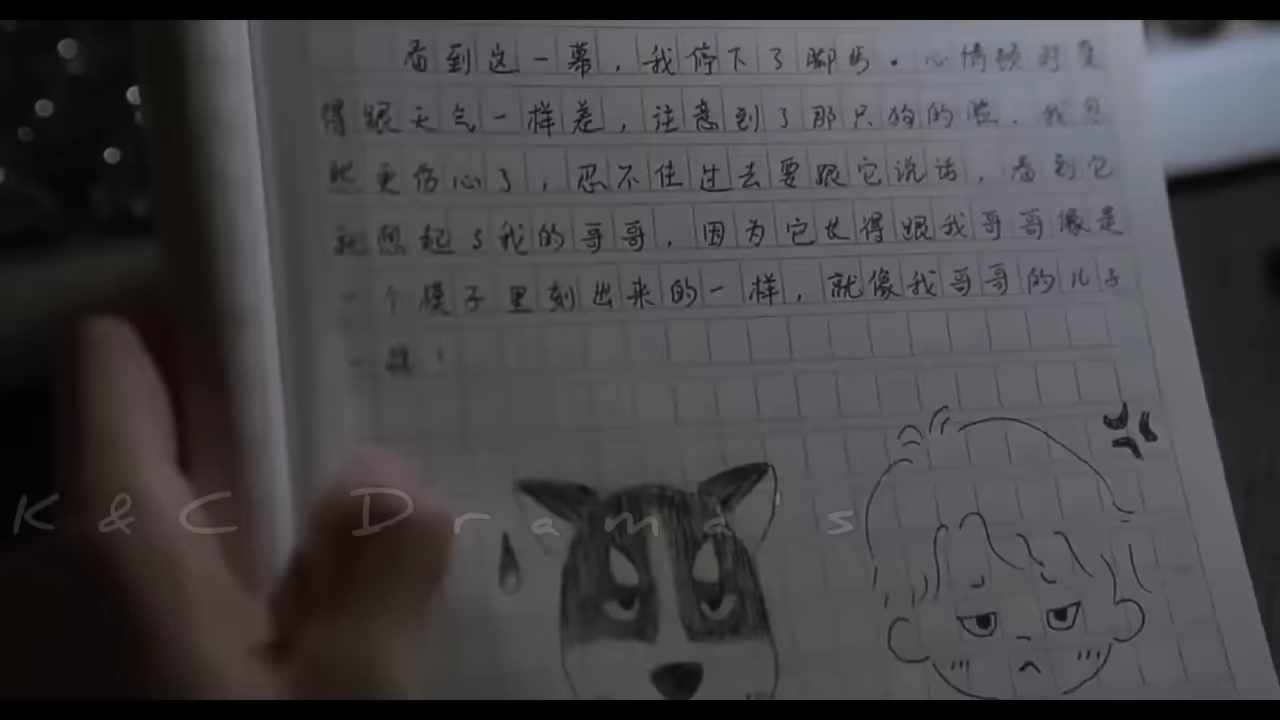 看到这一幕，我停下了脚步。心情顿时变
得跟天气一样差，注意到了那只狗的脸。我
更伤心了，忍不住过去要跟它说话。看到它
就想起了我的哥哥，因为它长得跟我哥哥像是
一个模子里刻出来的一样，就像我哥哥的儿子
一样！
K & C Drama's